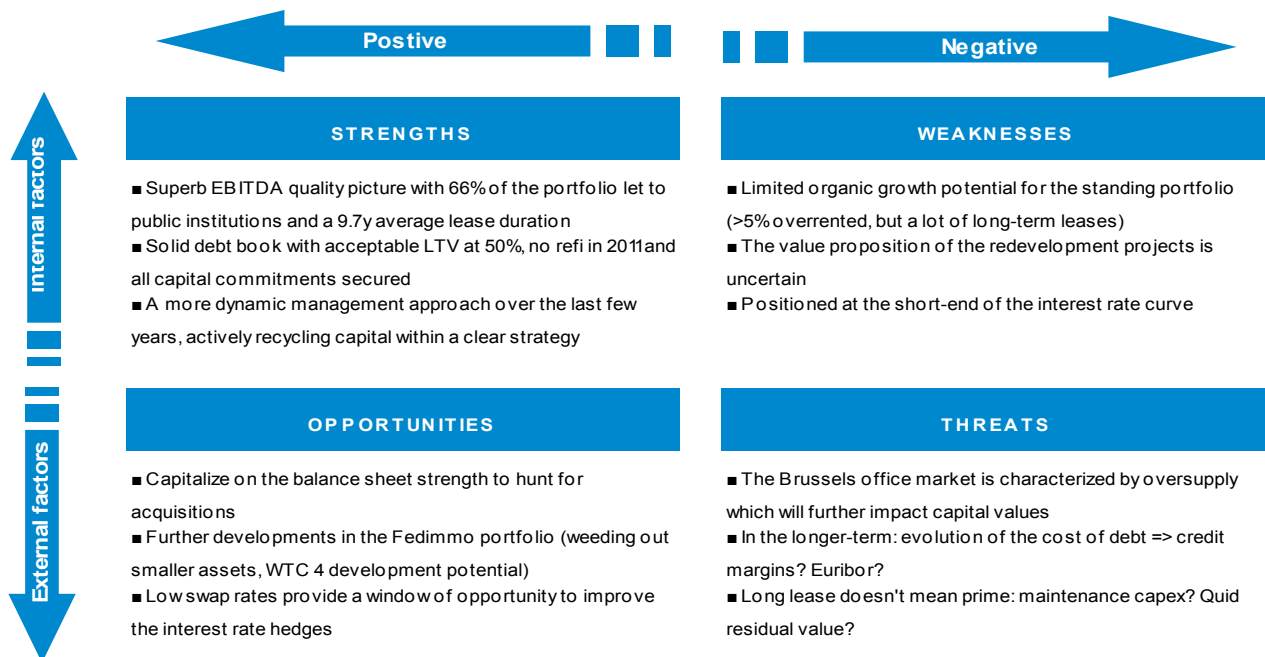 Postive
Negative
Internal factors
STRENGTHS
■ Superb EBITDA quality picture with 66% of the portfolio let to
public institutions and a 9.7y average lease duration
■ Solid debt book with acceptable LTV at 50%, no refi in 2011 and
all capital commitments secured
■ A more dynamic management approach over the last few
years, actively recycling capital within a clear strategy
WEAKNESSES
■ Limited organic growth potential for the standing portfolio
(>5% overrented, but a lot of long-term leases)
■ The value proposition of the redevelopment projects is
uncertain
■ Positioned at the short-end of the interest rate curve
External factors
OPPORTUNITIES
■ Capitalize on the balance sheet strength to hunt for
acquisitions
■ Further developments in the Fedimmo portfolio (weeding out
smaller assets, WTC 4 development potential)
■ Low swap rates provide a window of opportunity to improve
the interest rate hedges
THREATS
■ The Brussels office market is characterized by oversupply
which will further impact capital values
■ In the longer-term: evolution of the cost of debt => credit
margins? Euribor?
■ Long lease doesn't mean prime: maintenance capex? Quid
residual value?